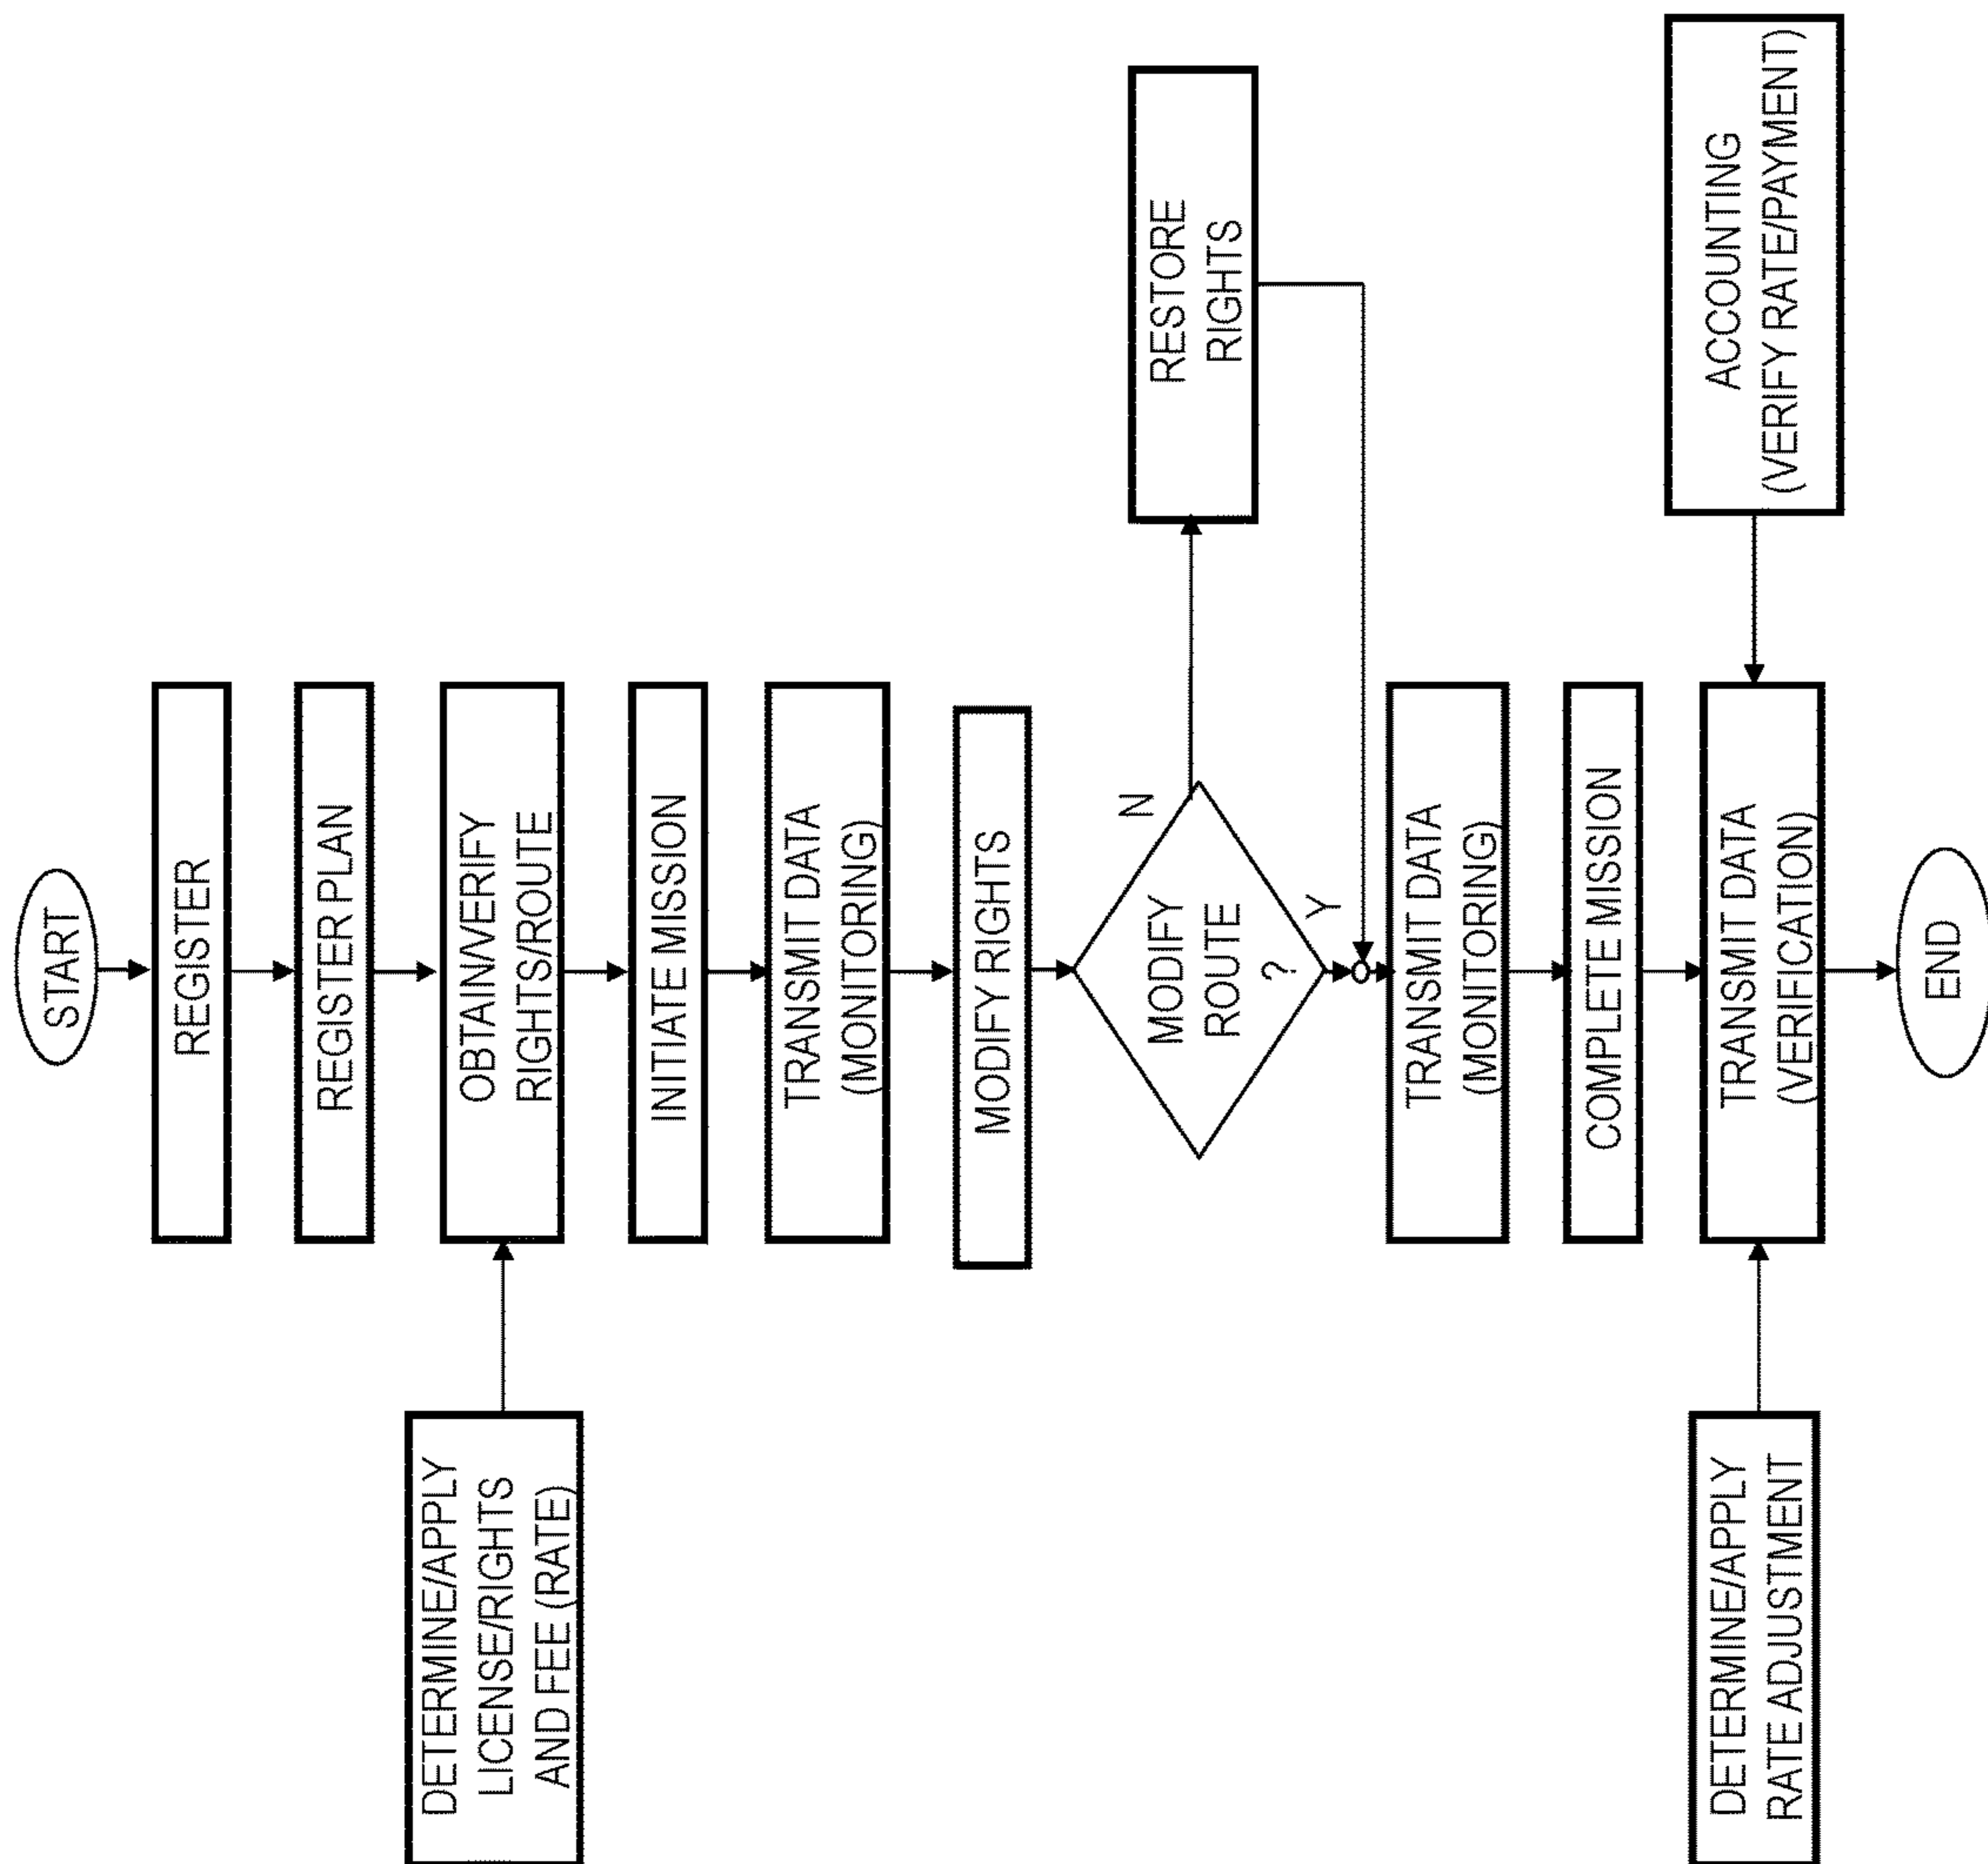 START
REGISTER
REGISTER PLAN
DETERMINE/APPLY
LICENSE/RIGHTS
AND FEE (RATE)
OBTAIN/VERIFY
RIGHTS/ROUTE
INITIATE MISSION
TRANSMIT DATA
(MONITORING)
MODIFY RIGHTS
MODIFY
ROUTE
?
N
Y
RESTORE
RIGHTS
TRANSMIT DATA
(MONITORING)
COMPLETE MISSION
DETERMINE/APPLY
RATE ADJUSTMENT
TRANSMIT DATA
(VERIFICATION)
ACCOUNTING
(VERIFY RATE/PAYMENT)
END